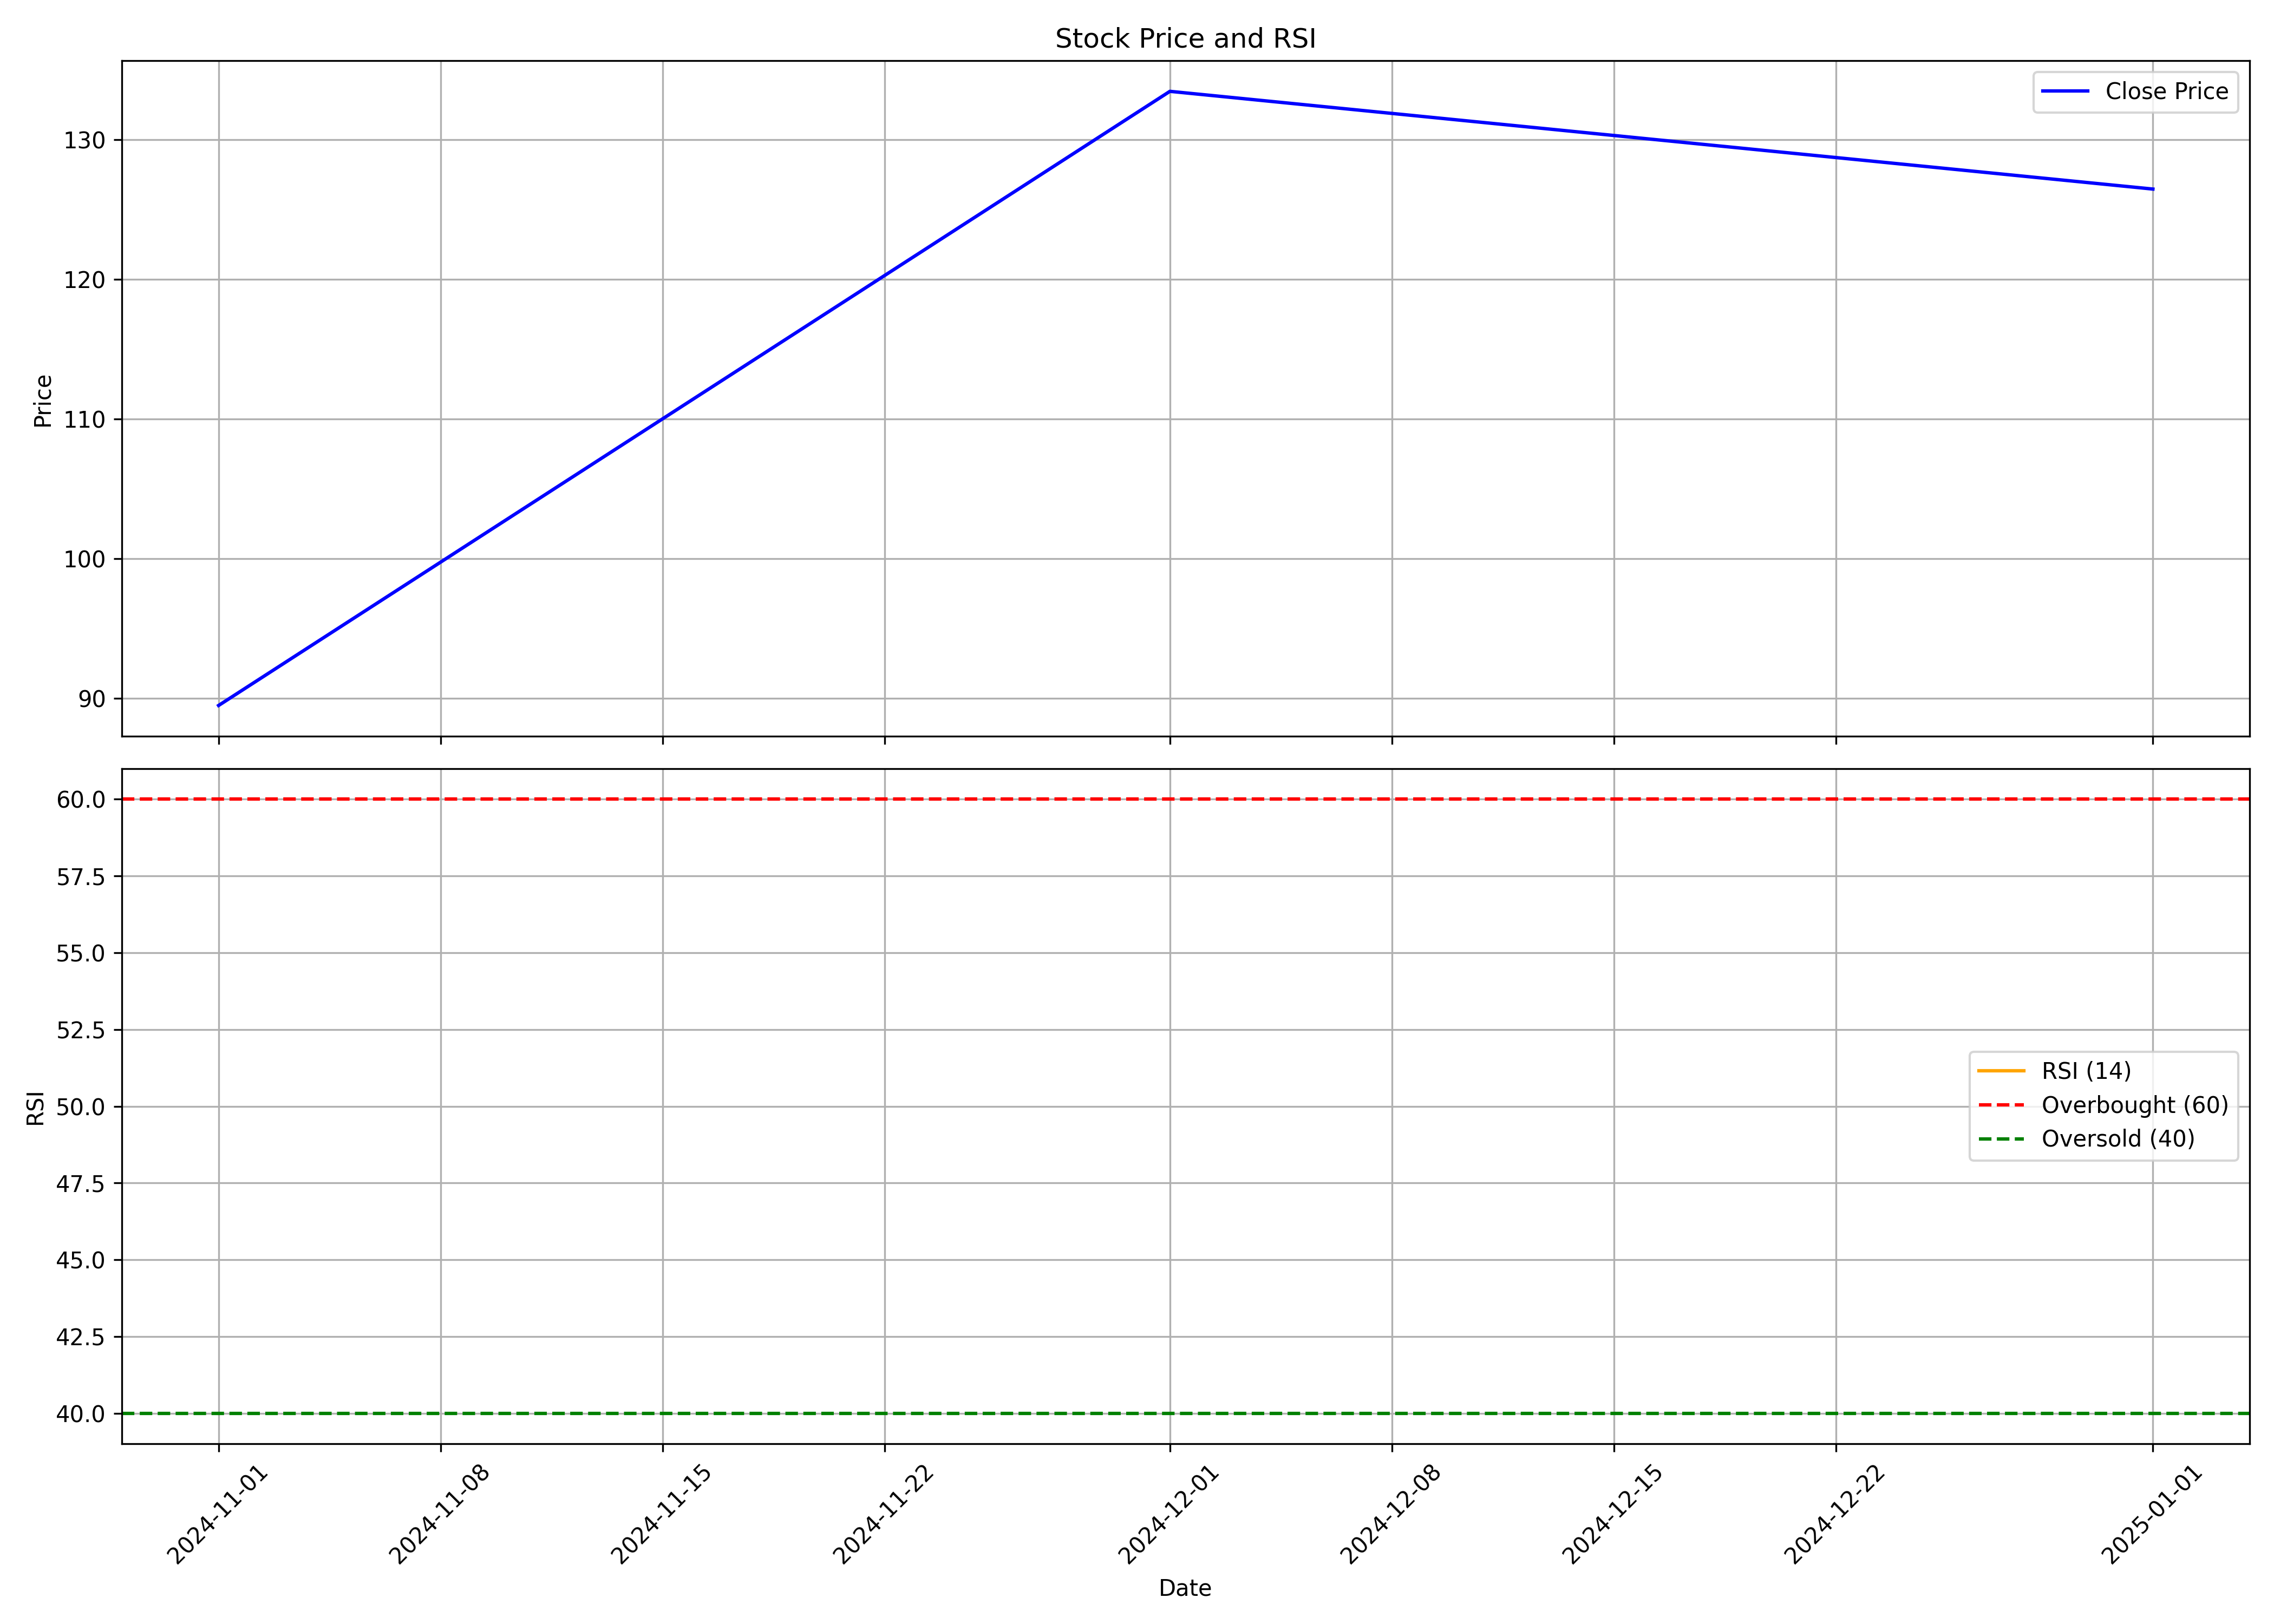 Stock Price and RSI
Close Price
130
120
110
100
90
Price
60.0
57.5
55.0
52.5
50.0
47.5
45.0
42.5
40.0
RSI
RSI (14)
Overbought (60)
Oversold (40)
2024-11-01
2024-11-08
2024-11-15
2024-11-22
2024-12-01
2024-12-08
2024-12-15
2024-12-22
2025-01-01
Date